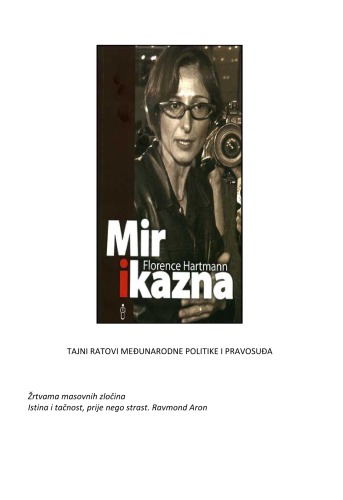 Mir
Florence Hartmann
ikazna
TAJNI RATOVI MEĐUNARODNE POLITIKE I PRAVOSUĐA
Žrtvama masovnih zločina
Istina i tačnost, prije nego strast. Ravmond Aron